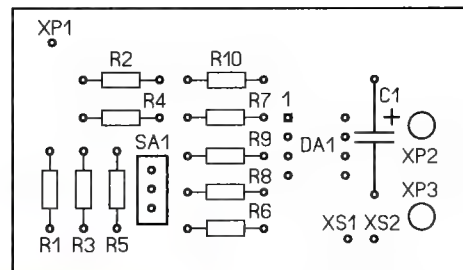 XP1
R2 R10
R4 R7 1 C1
+
SA1 R9 DA1
XP2
R8 XP3
R6 XS1 XS2
R1 R3 R5